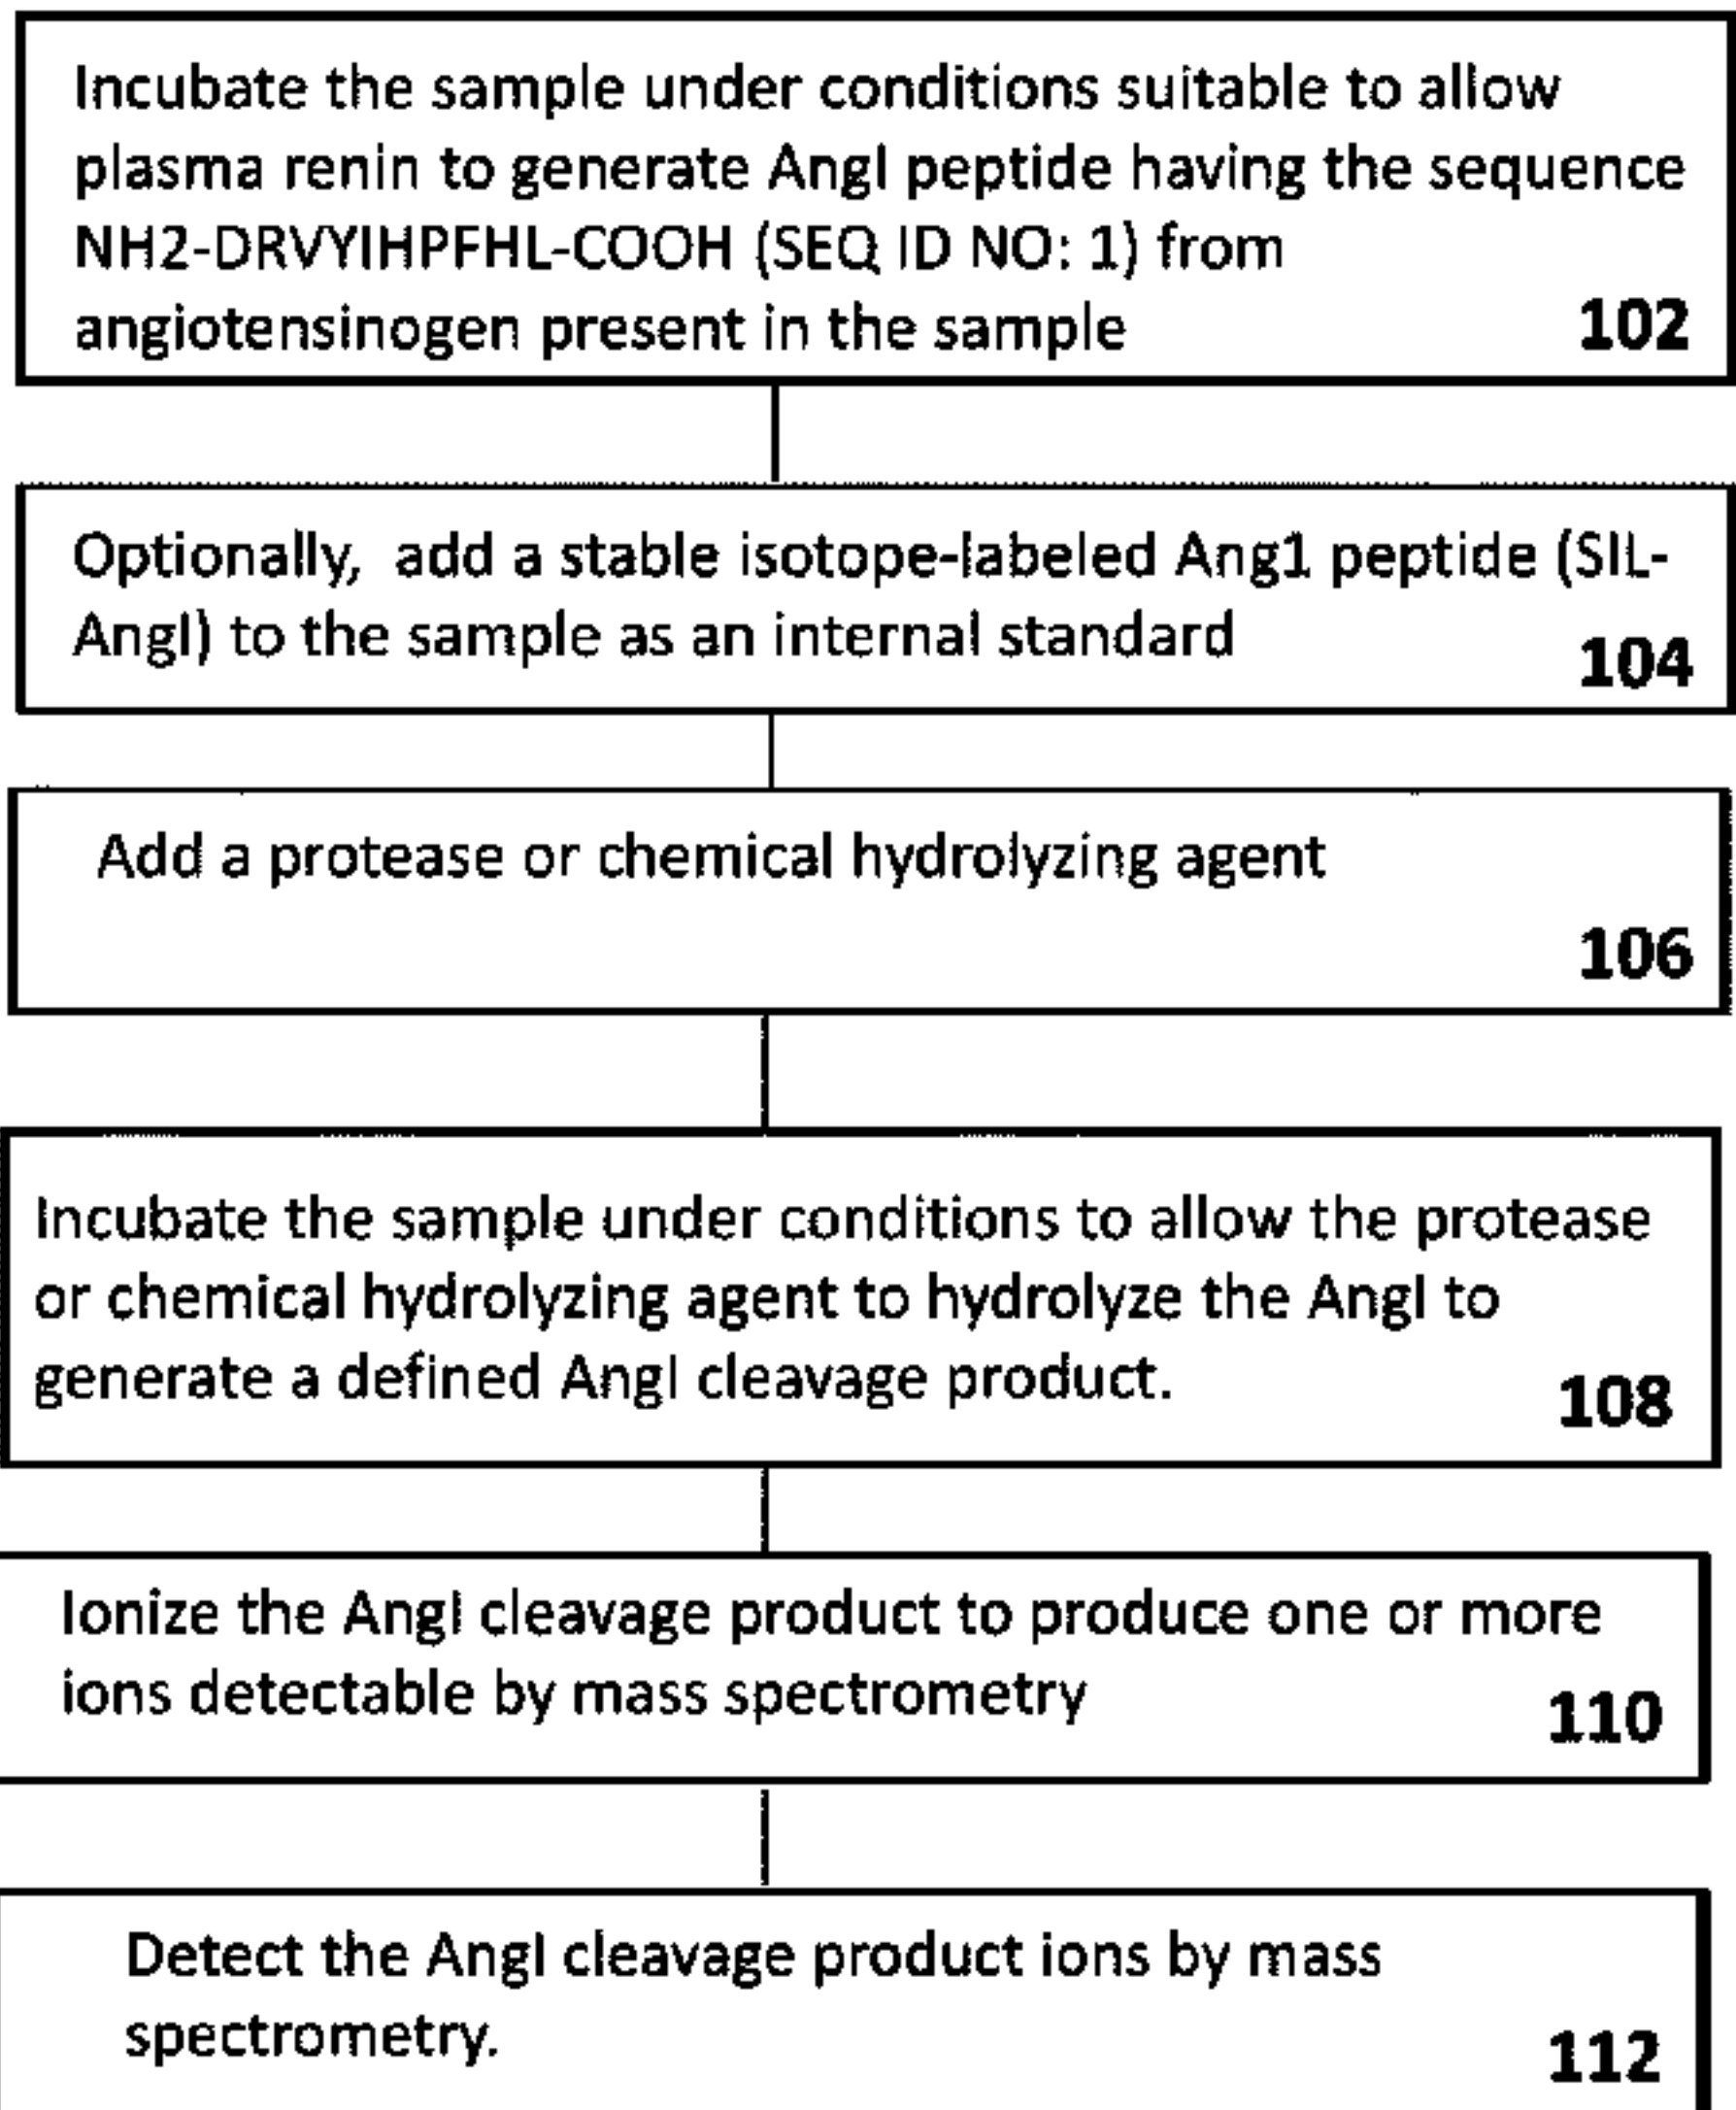 Incubate the sample under conditions suitable to allow
plasma renin to generate AngI peptide having the sequence
NH2-DRVYIHPFHL-COOH (SEQ ID NO: 1) from
angiotensinogen present in the sample 102
Optionally, add a stable isotope-labeled Ang1 peptide (SIL-
AngI) to the sample as an internal standard 104
Add a protease or chemical hydrolyzing agent
106
Incubate the sample under conditions to allow the protease
or chemical hydrolyzing agent to hydrolyze the AngI to
generate a defined AngI cleavage product. 108
Ionize the AngI cleavage product to produce one or more
ions detectable by mass spectrometry 110
Detect the AngI cleavage product ions by mass
spectrometry. 112